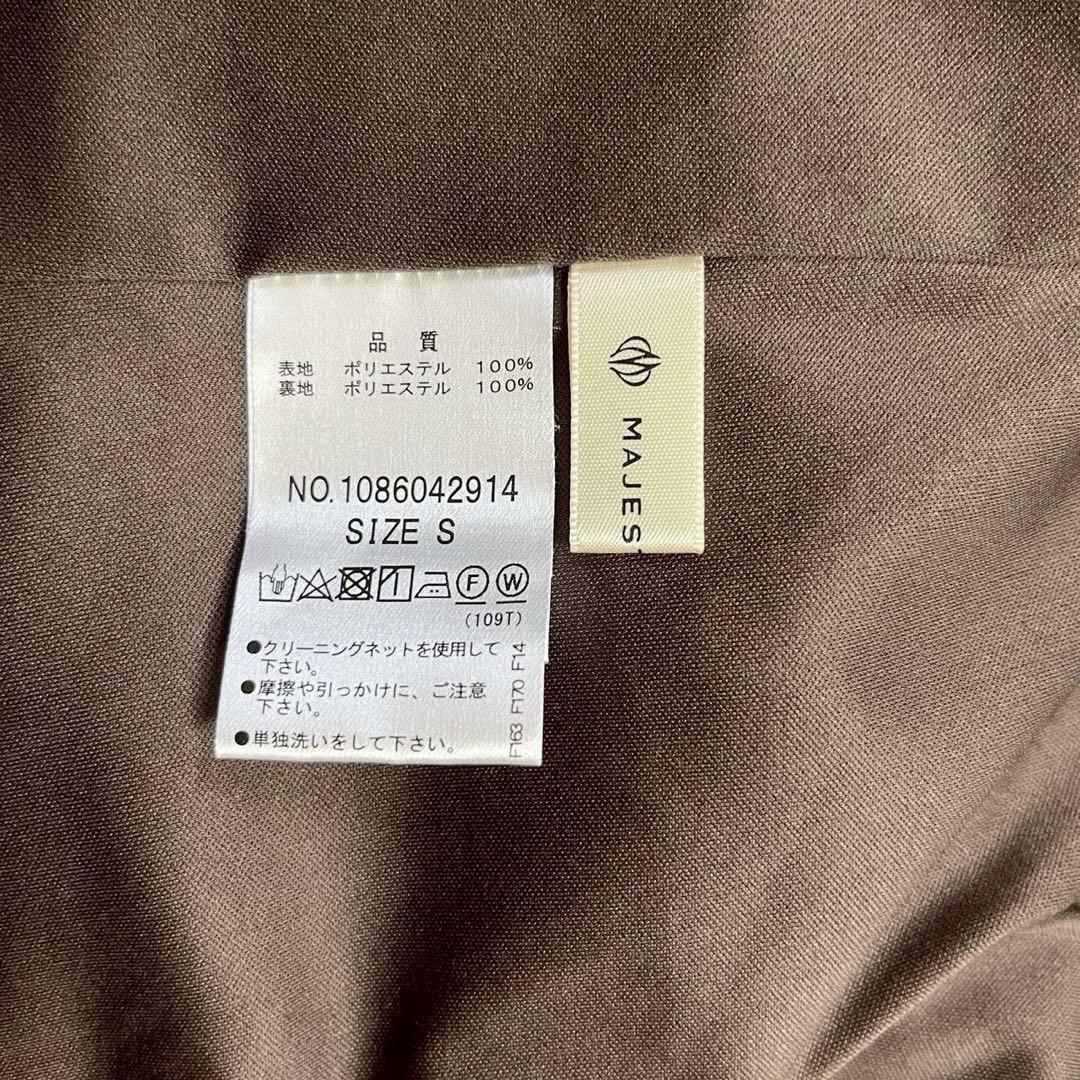 品 質
表地 ポリエステル 100%
裏地 ポリエステル 100%
NO.1086042914
SIZE S
F W
(109T)
●クリーニングネットを使用して
下さい。
●摩擦や引っかけに、ご注意
下さい。
●単独洗いをして下さい。
F163 F170 F14
MAJES